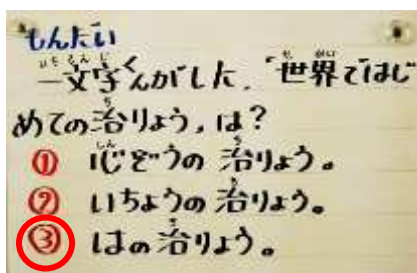 もんだい
一文字くんがした、「世界ではじ
めての治りょう」は?
① 心ぞうの治りょう。
② いちょうの治りょう。
③ はの治りょう。